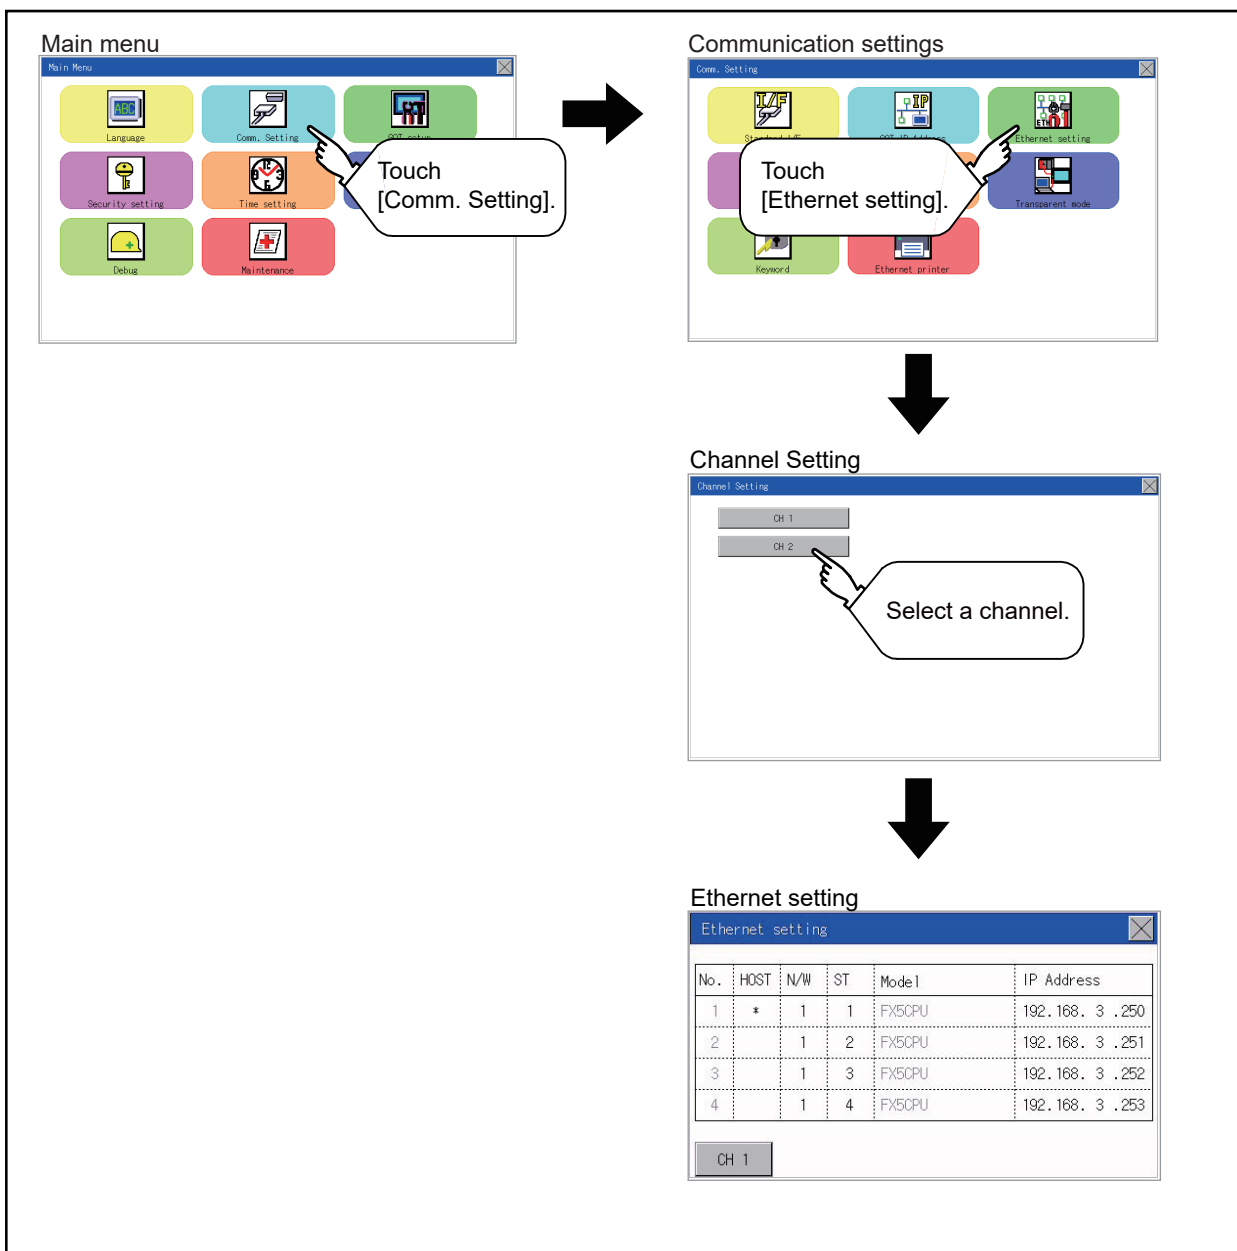 Main menu
Main Menu
Language
Comm. Setting
Touch
[Comm. Setting].
Security setting
Time setting
Debug
Maintenance
Communication settings
Comm. Setting
I/F
IP
ETH
Ethernet setting
Touch
[Ethernet setting].
Transparent mode
Keyword
Ethernet printer
Channel Setting
Channel Setting
CH 1
CH 2
Select a channel.
Ethernet setting
Ethernet setting
No. HOST N/W ST Model IP Address
1 * 1 1 FX5CPU 192.168. 3 .250
2 1 2 FX5CPU 192.168. 3 .251
3 1 3 FX5CPU 192.168. 3 .252
4 1 4 FX5CPU 192.168. 3 .253
CH 1